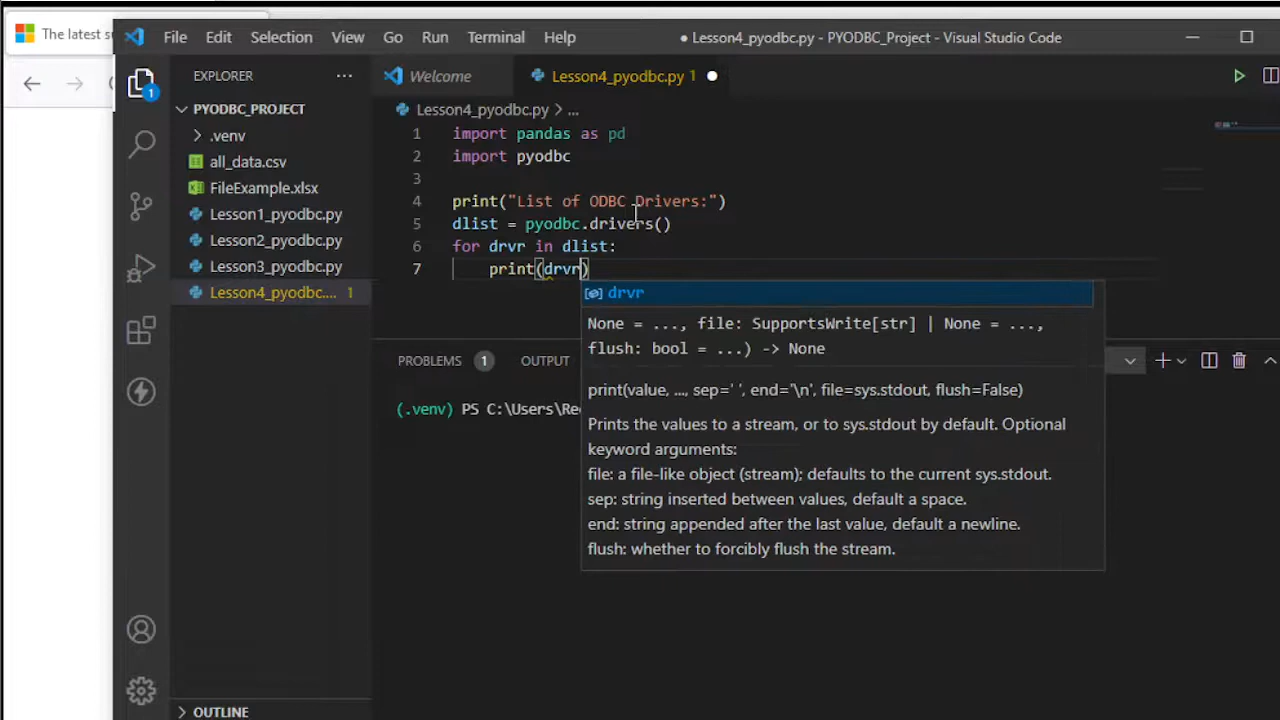 The latest s
File Edit Selection View Go Run Terminal Help
● Lesson4_pyodbc.py - PYODBC_Project - Visual Studio Code
EXPLORER
Welcome
Lesson4_pyodbc.py 1
1
PYODBC_PROJECT
.venv
all_data.csv
FileExample.xlsx
Lesson1_pyodbc.py
Lesson2_pyodbc.py
Lesson3_pyodbc.py
Lesson4_pyodbc.... 1
OUTLINE
Lesson4_pyodbc.py > ...
1 import pandas as pd
2 import pyodbc
3
4 print("List of ODBC Drivers:")
5 dlist = pyodbc.drivers()
6 for drvr in dlist:
7 print(drvr)
drvr
None = ..., file: SupportsWrite[str] | None = ...,
flush: bool = ...) -> None
print(value, ..., sep=' ', end='\n', file=sys.stdout, flush=False)
Prints the values to a stream, or to sys.stdout by default. Optional
keyword arguments:
file: a file-like object (stream); defaults to the current sys.stdout.
sep: string inserted between values, default a space.
end: string appended after the last value, default a newline.
flush: whether to forcibly flush the stream.
PROBLEMS 1 OUTPUT
(.venv) PS C:\Users\Re